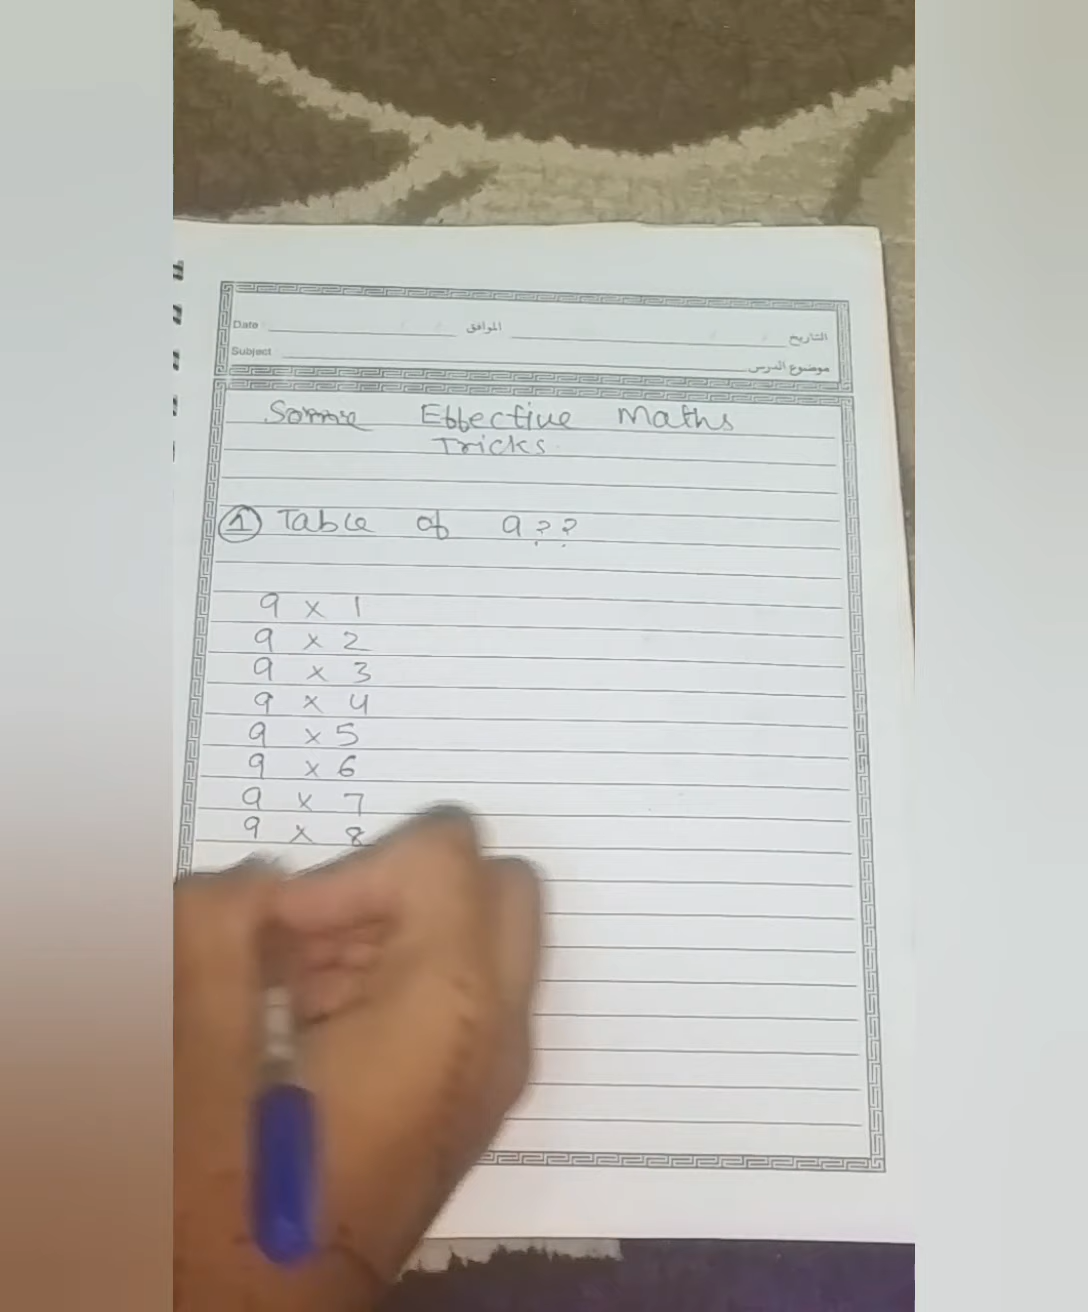 Date الموافق التاريخ
Subject موضوع الدرس
Some Effective Maths
Tricks
① Table of 9??
9 x 1
9 x 2
9 x 3
9 x 4
9 x 5
9 x 6
9 x 7
9 x 8